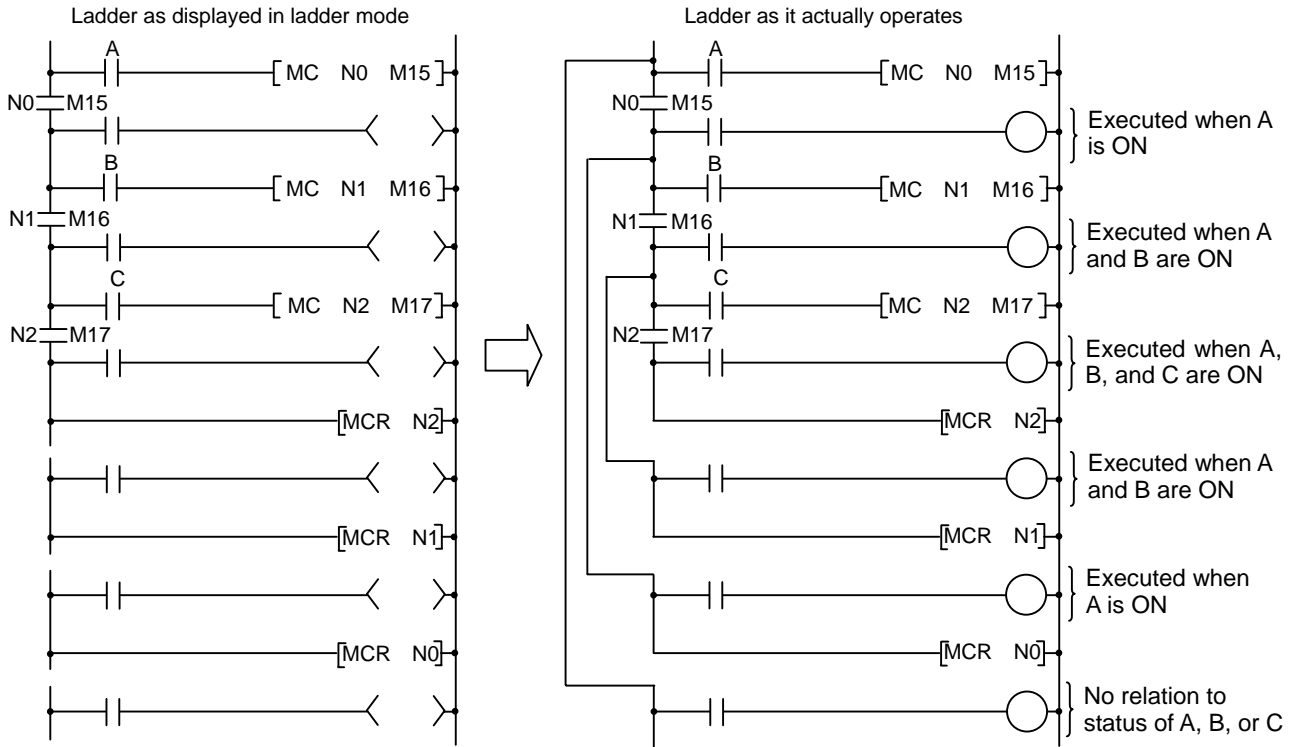 Ladder as displayed in ladder mode
A
MC N0 M15
N0 M15
B
MC N1 M16
N1 M16
C
MC N2 M17
N2 M17
MCR N2
MCR N1
MCR N0
Ladder as it actually operates
A
MC N0 M15
N0 M15
Executed when A
is ON
B
MC N1 M16
N1 M16
Executed when A
and B are ON
C
MC N2 M17
N2 M17
Executed when A,
B, and C are ON
MCR N2
Executed when A
and B are ON
MCR N1
Executed when
A is ON
MCR N0
No relation to
status of A, B, or C